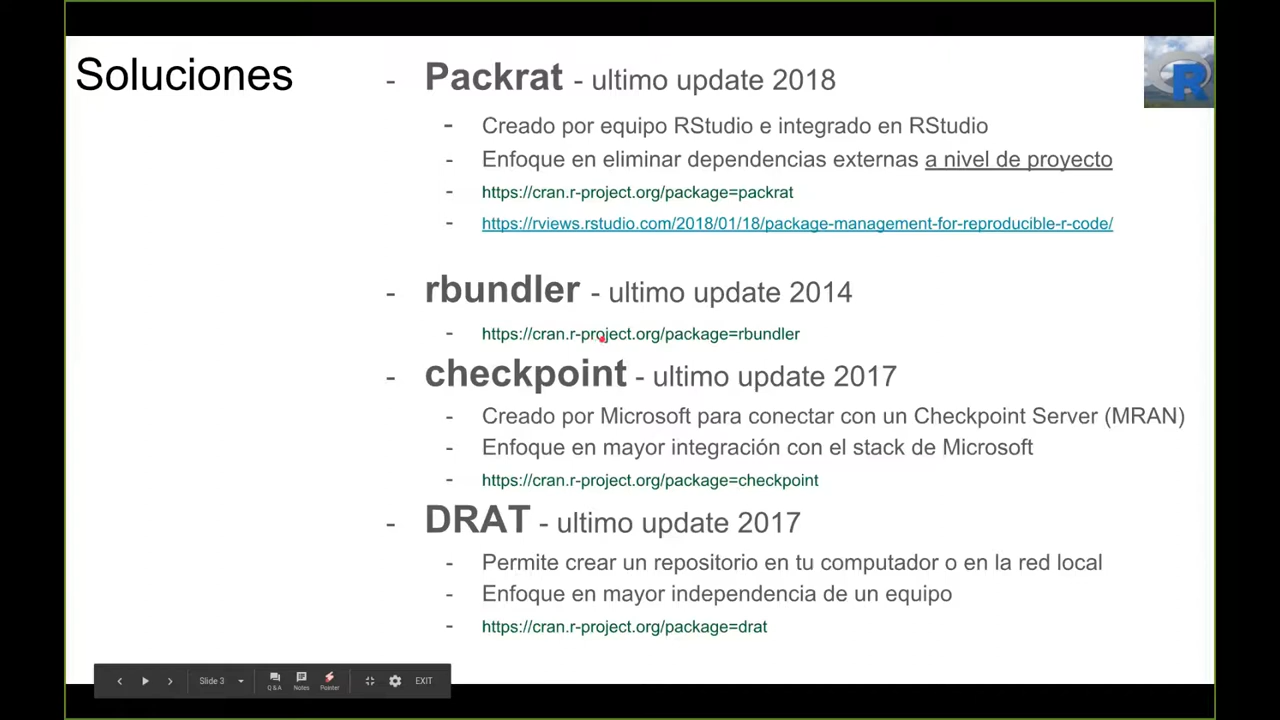 Soluciones
- Packrat - ultimo update 2018
- Creado por equipo RStudio e integrado en RStudio
- Enfoque en eliminar dependencias externas a nivel de proyecto
- https://cran.r-project.org/package=packrat
- https://rviews.rstudio.com/2018/01/18/package-management-for-reproducible-r-code/
- rbundler - ultimo update 2014
- https://cran.r-project.org/package=rbundler
- checkpoint - ultimo update 2017
- Creado por Microsoft para conectar con un Checkpoint Server (MRAN)
- Enfoque en mayor integración con el stack de Microsoft
- https://cran.r-project.org/package=checkpoint
- DRAT - ultimo update 2017
- Permite crear un repositorio en tu computador o en la red local
- Enfoque en mayor independencia de un equipo
- https://cran.r-project.org/package=drat
R
Slide 3
Q&A
Notes
Pointer
EXIT